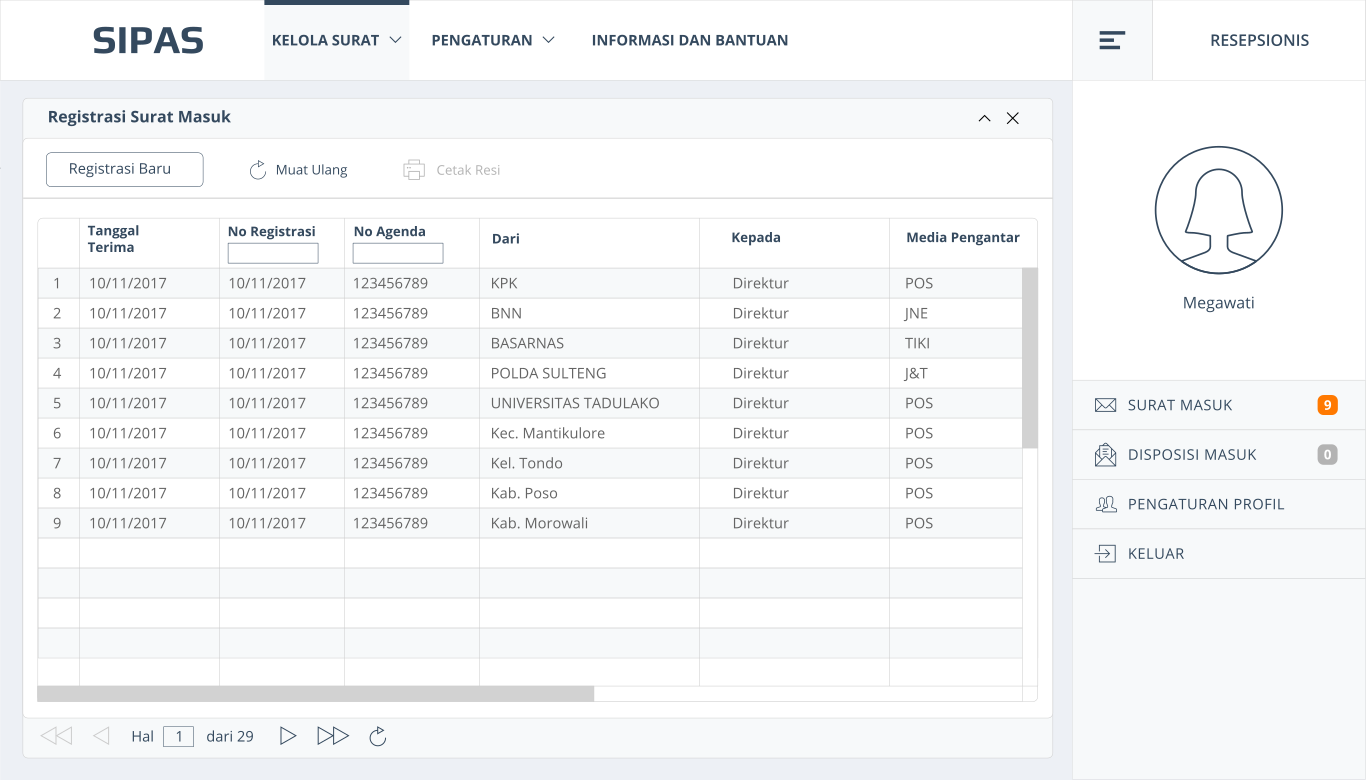 SIPAS
KELOLA SURAT
PENGATURAN
INFORMASI DAN BANTUAN
RESEPSIONIS
Registrasi Surat Masuk
Registrasi Baru
Muat Ulang
Cetak Resi
Tanggal
Terima
No Registrasi
No Agenda
Dari
Kepada
Media Pengantar
1 10/11/2017 10/11/2017 123456789 KPK Direktur POS
2 10/11/2017 10/11/2017 123456789 BNN Direktur JNE
3 10/11/2017 10/11/2017 123456789 BASARNAS Direktur TIKI
4 10/11/2017 10/11/2017 123456789 POLDA SULTENG Direktur J&T
5 10/11/2017 10/11/2017 123456789 UNIVERSITAS TADULAKO Direktur POS
6 10/11/2017 10/11/2017 123456789 Kec. Mantikulore Direktur POS
7 10/11/2017 10/11/2017 123456789 Kel. Tondo Direktur POS
8 10/11/2017 10/11/2017 123456789 Kab. Poso Direktur POS
9 10/11/2017 10/11/2017 123456789 Kab. Morowali Direktur POS
Hal 1 dari 29
Megawati
SURAT MASUK 9
DISPOSISI MASUK 0
PENGATURAN PROFIL
KELUAR